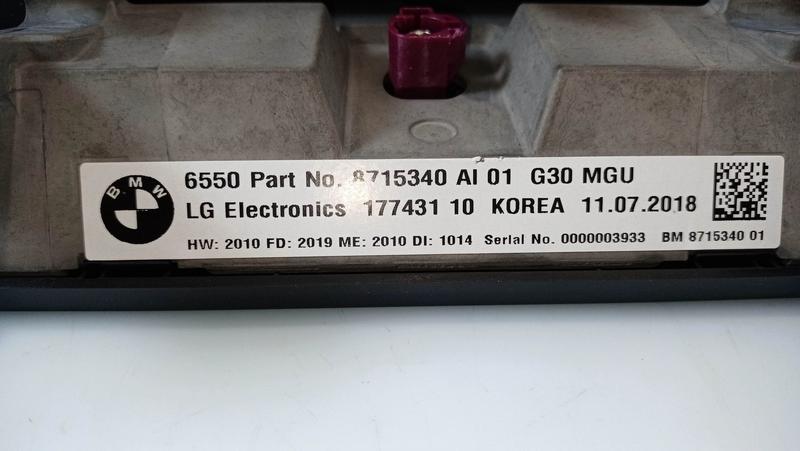 BMW
6550 Part No. 8715340 AI 01 G30 MGU
LG Electronics 177431 10 KOREA 11.07.2018
HW: 2010 FD: 2019 ME: 2010 DI: 1014 Serial No. 0000003933 BM 8715340 01